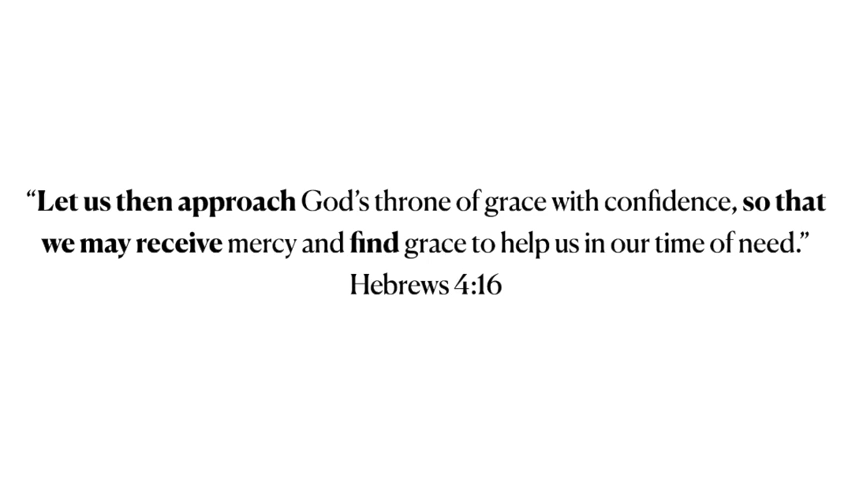 “Let us then approach God’s throne of grace with confidence, so that
we may receive mercy and find grace to help us in our time of need.”
Hebrews 4:16